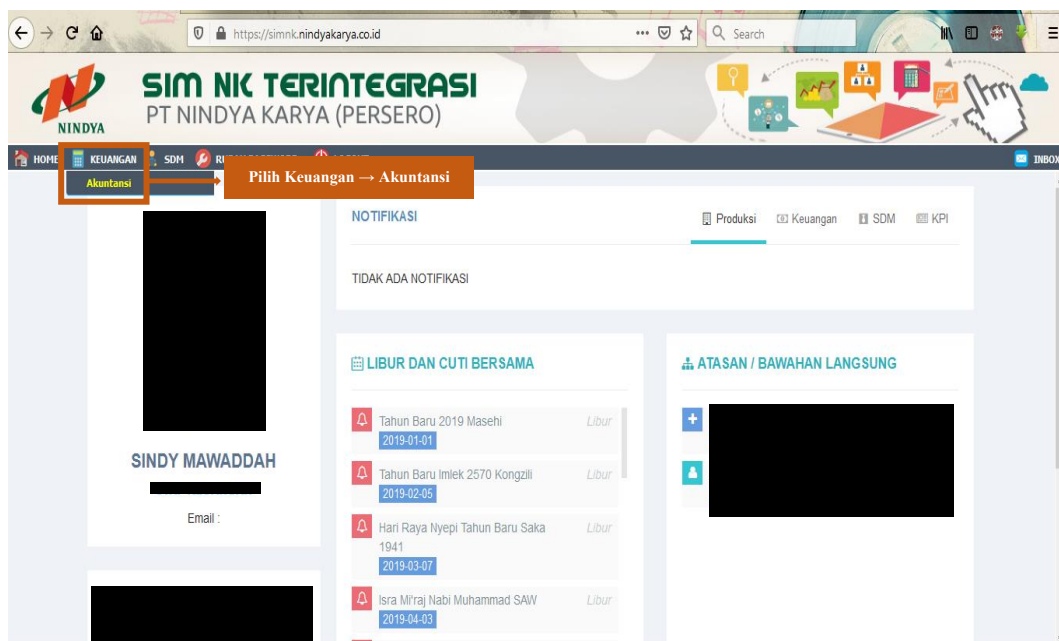 https://simnk.nindyakarya.co.id
Search
SIM NK TERINTEGRASI
PT NINDYA KARYA (PERSERO)
NINDYA
HOME KEUANGAN SDM
INBOX
Akuntansi
Pilih Keuangan → Akuntansi
NOTIFIKASI
Produksi Keuangan SDM KPI
TIDAK ADA NOTIFIKASI
LIBUR DAN CUTI BERSAMA
Tahun Baru 2019 Masehi Libur
2019-01-01
Tahun Baru Imlek 2570 Kongzili Libur
2019-02-05
Hari Raya Nyepi Tahun Baru Saka Libur
1941
2019-03-07
Isra Mi'raj Nabi Muhammad SAW Libur
2019-04-03
ATASAN / BAWAHAN LANGSUNG
SINDY MAWADDAH
Email :